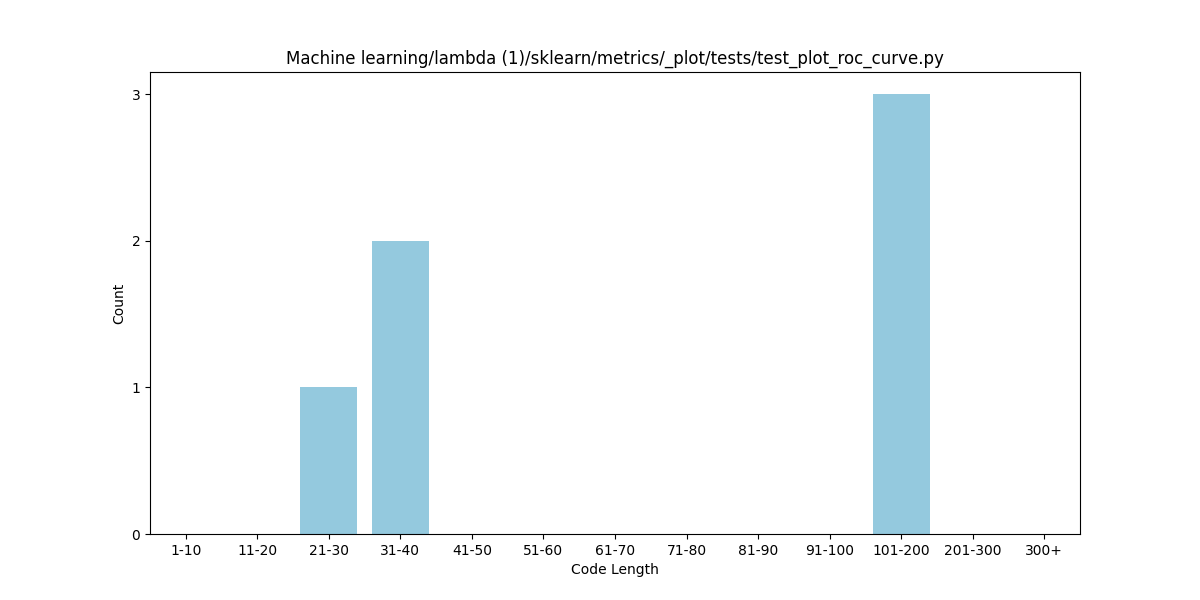 Machine learning/lambda (1)/sklearn/metrics/_plot/tests/test_plot_roc_curve.py
3
2
1
0
Count
1-10 11-20 21-30 31-40 41-50 51-60 61-70 71-80 81-90 91-100 101-200 201-300 300+
Code Length